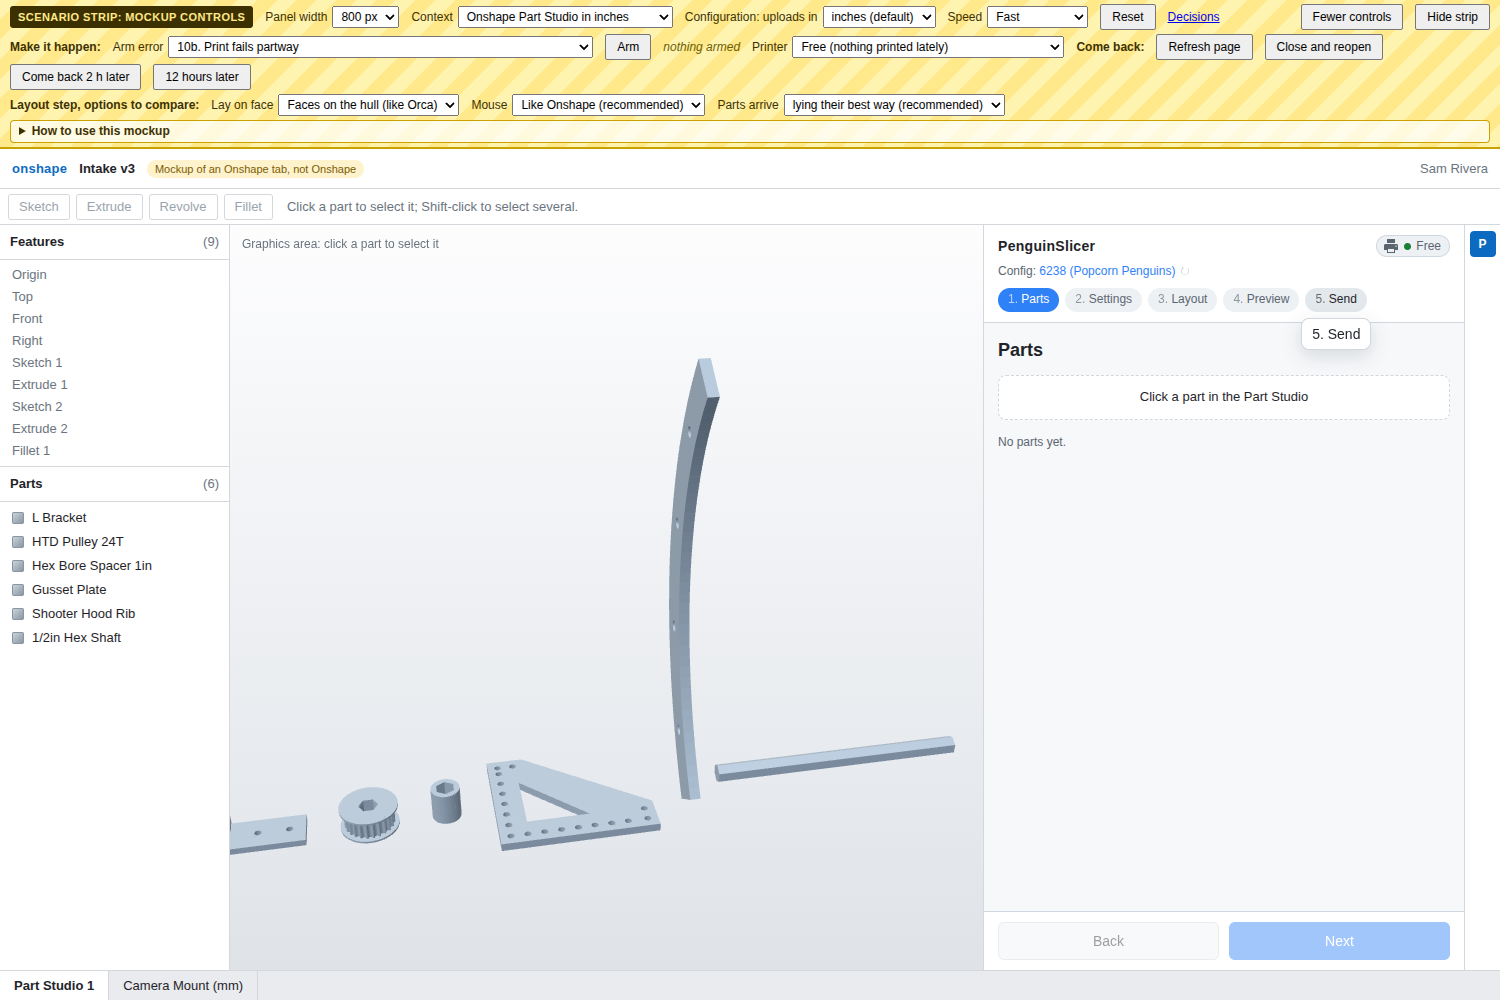 SCENARIO STRIP: MOCKUP CONTROLS Panel width 800 px Context Onshape Part Studio in inches Configuration: uploads in inches (default) Speed Fast Reset Decisions Fewer controls Hide strip
Make it happen: Arm error 10b. Print fails partway Arm nothing armed Printer Free (nothing printed lately) Come back: Refresh page Close and reopen
Come back 2 h later 12 hours later
Layout step, options to compare: Lay on face Faces on the hull (like Orca) Mouse Like Onshape (recommended) Parts arrive lying their best way (recommended)
How to use this mockup
onshape Intake v3 Mockup of an Onshape tab, not Onshape Sam Rivera
Sketch Extrude Revolve Fillet Click a part to select it; Shift-click to select several.
Features (9)
Origin
Top
Front
Right
Sketch 1
Extrude 1
Sketch 2
Extrude 2
Fillet 1
Parts (6)
L Bracket
HTD Pulley 24T
Hex Bore Spacer 1in
Gusset Plate
Shooter Hood Rib
1/2in Hex Shaft
Graphics area: click a part to select it
PenguinSlicer Free
Config: 6238 (Popcorn Penguins)
1. Parts 2. Settings 3. Layout 4. Preview 5. Send
5. Send
Parts
Click a part in the Part Studio
No parts yet.
Back Next
P
Part Studio 1 Camera Mount (mm)